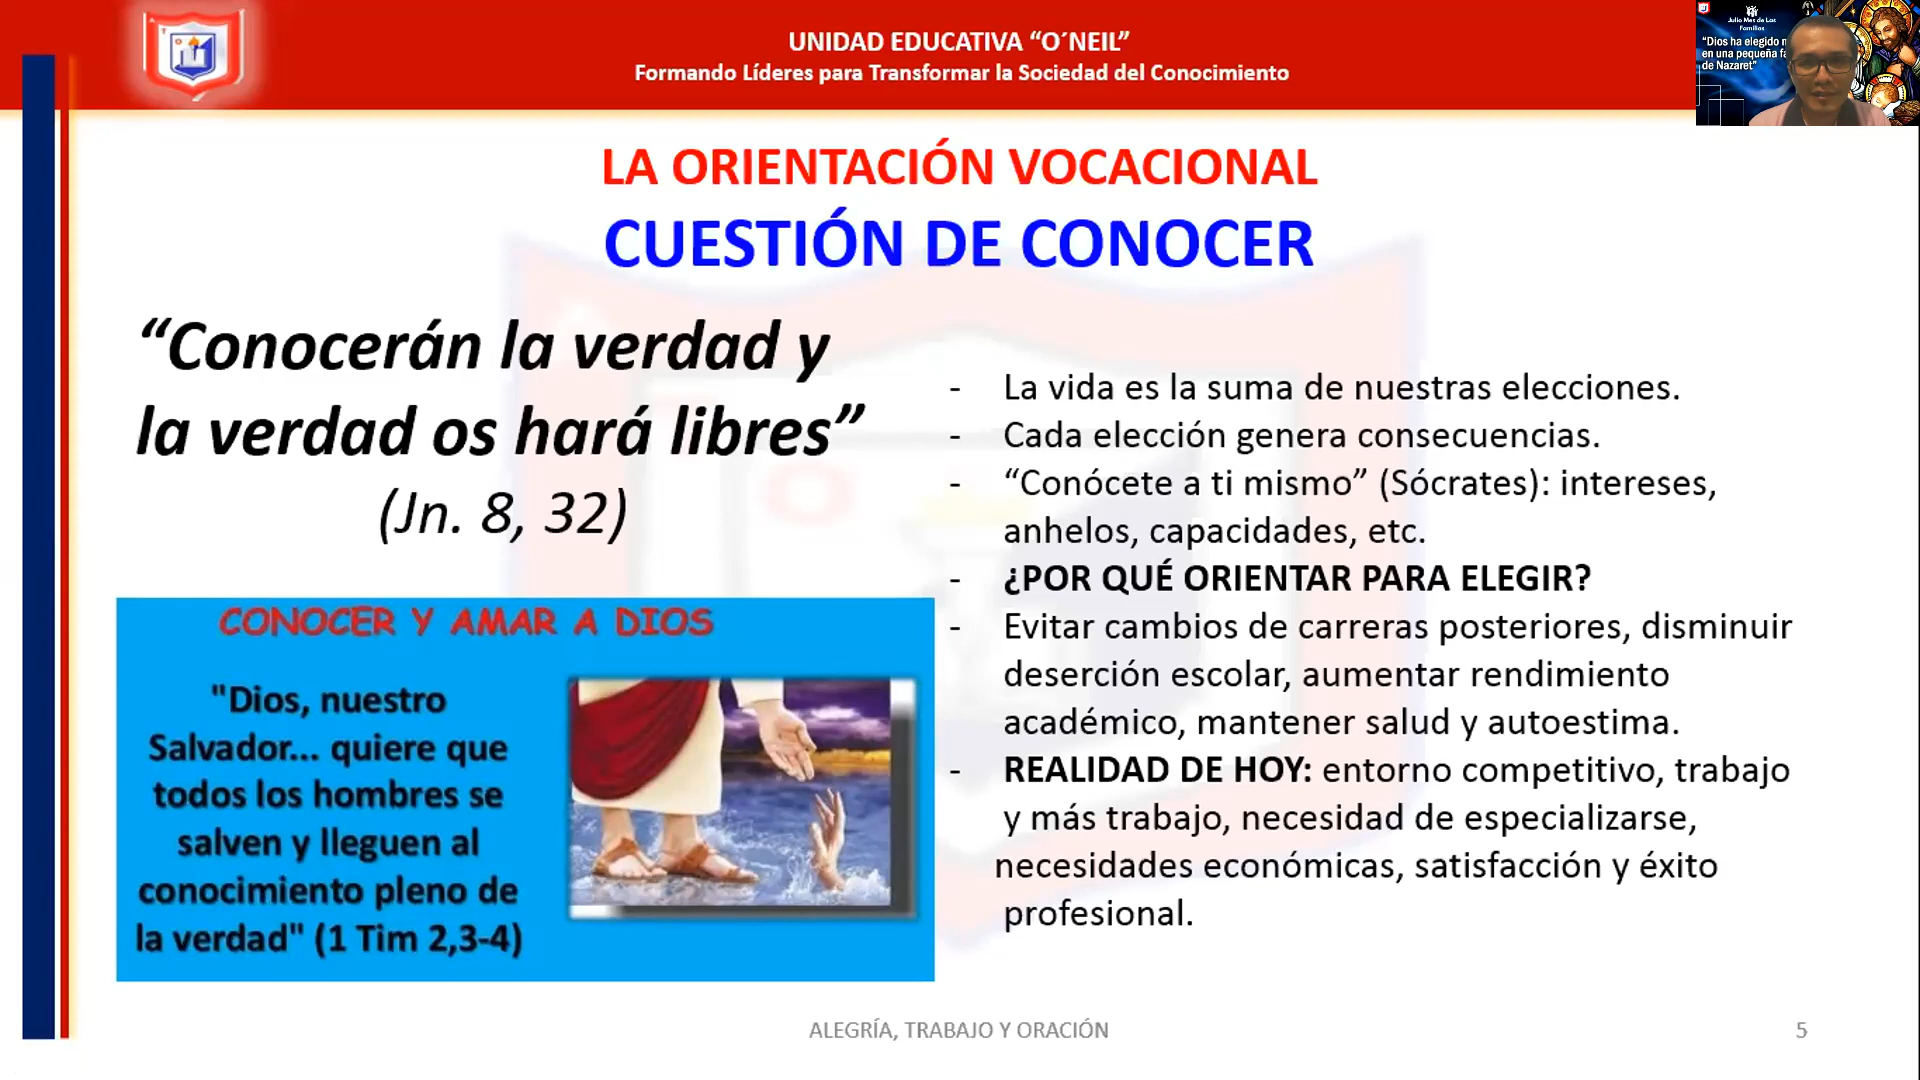 UNIDAD EDUCATIVA “O´NEIL”
Formando Líderes para Transformar la Sociedad del Conocimiento
Julio Mes de Las
Familias
“Dios ha elegido
en una pequeña
de Nazaret”
LA ORIENTACIÓN VOCACIONAL
CUESTIÓN DE CONOCER
“Conocerán la verdad y
la verdad os hará libres”
(Jn. 8, 32)
CONOCER Y AMAR A DIOS
"Dios, nuestro
Salvador... quiere que
todos los hombres se
salven y lleguen al
conocimiento pleno de
la verdad" (1 Tim 2,3-4)
- La vida es la suma de nuestras elecciones.
- Cada elección genera consecuencias.
- “Conócete a ti mismo” (Sócrates): intereses,
anhelos, capacidades, etc.
- ¿POR QUÉ ORIENTAR PARA ELEGIR?
- Evitar cambios de carreras posteriores, disminuir
deserción escolar, aumentar rendimiento
académico, mantener salud y autoestima.
- REALIDAD DE HOY: entorno competitivo, trabajo
y más trabajo, necesidad de especializarse,
necesidades económicas, satisfacción y éxito
profesional.
ALEGRÍA, TRABAJO Y ORACIÓN
5